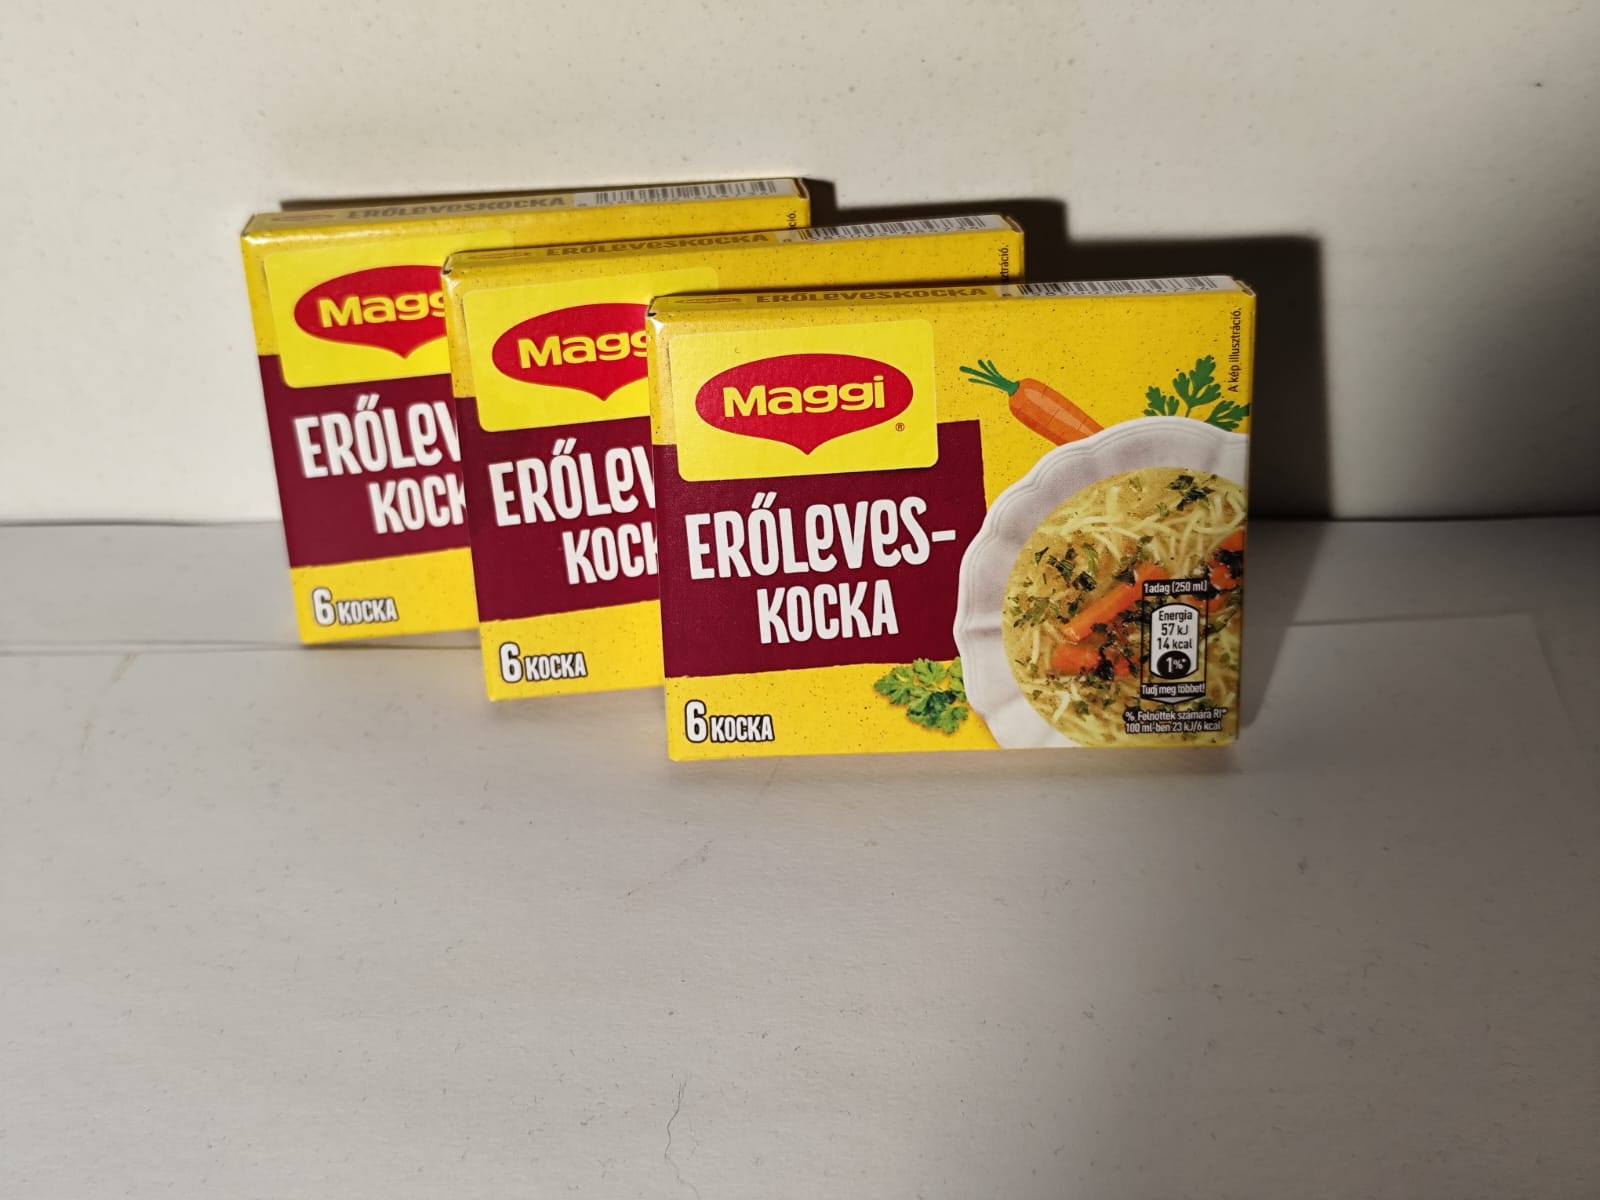 ERŐLEVESKOCKA
Maggi
ERŐLEV
KOCK
6 KOCKA
ERŐLEVESKOCKA
Maggi
ERŐLEV
KOCK
6 KOCKA
ERŐLEVESKOCKA
Maggi
®
ERŐLEVES-
KOCKA
6 KOCKA
A kép illusztráció.
1adag (250 ml)
Energia
57 kJ
14 kcal
1%*
Tudj meg többet!
% Felnőttek számára RI*
100 ml-ben 23 kJ/6 kcal